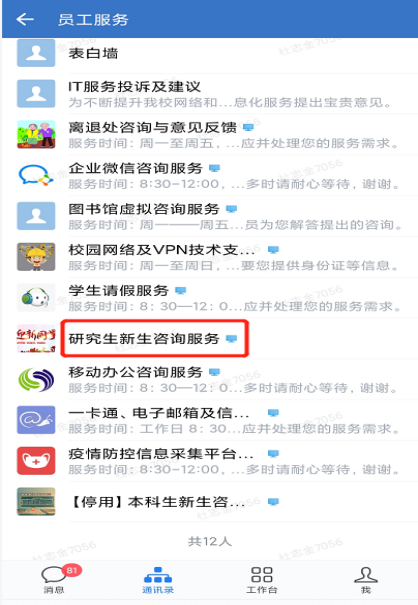 员工服务
表白墙
IT服务投诉及建议
为不断提升我校网络和...息化服务提出宝贵意见。
离退处咨询与意见反馈
服务时间：周一至周五，...应并处理您的服务需求。
企业微信咨询服务
服务时间：8:30-12:00，...多时请耐心等待，谢谢。
图书馆虚拟咨询服务
服务时间：周一——周五...员为您解答提出的咨询。
校园网络及VPN技术支...
服务时间：周一至周日，...要您提供身份证等信息。
学生请假服务
服务时间：8：30—12：0...应并处理您的服务需求。
迎新同学
研究生新生咨询服务
移动办公咨询服务
服务时间：8:30-12:00，...多时请耐心等待，谢谢。
一卡通、电子邮箱及信...
服务时间：工作日 8：30...应并处理您的服务需求。
疫情防控信息采集平台...
服务时间：8:30-12:00，...多时请耐心等待，谢谢。
【停用】本科生新生咨...
共12人
81
消息
通讯录
工作台
我
杜志金7056